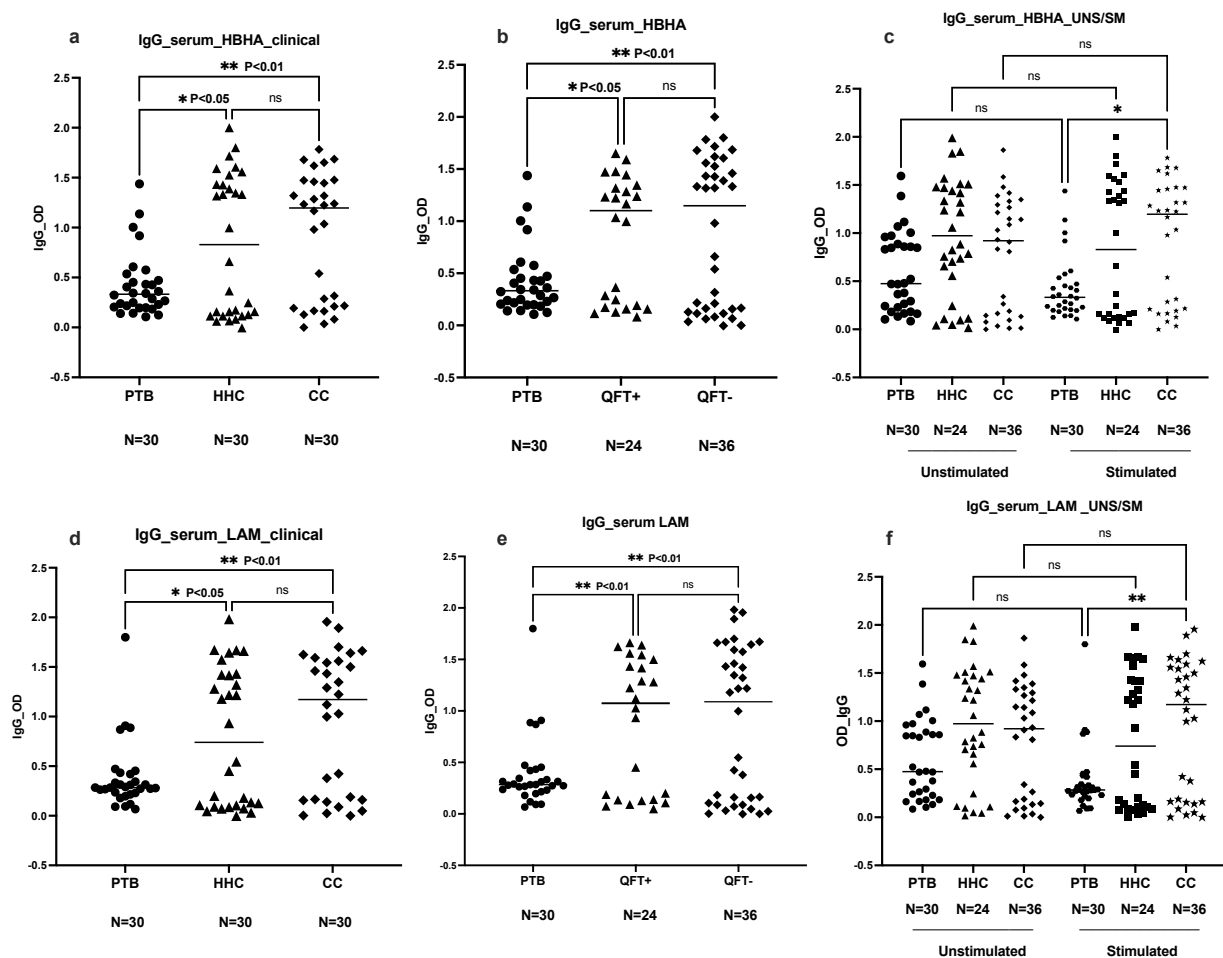 a
IgG_serum_HBHA_clinical
** P<0.01
* P<0.05
ns
2.5
2.0
1.5
1.0
0.5
0.0
-0.5
IgG_OD
PTB HHC CC
N=30 N=30 N=30
b
IgG_serum_HBHA
** P<0.01
* P<0.05
ns
2.5
2.0
1.5
1.0
0.5
0.0
-0.5
IgG_OD
PTB QFT+ QFT-
N=30 N=24 N=36
c
IgG_serum_HBHA_UNS/SM
ns
ns
ns
*
2.5
2.0
1.5
1.0
0.5
0.0
-0.5
IgG_OD
PTB HHC CC PTB HHC CC
N=30 N=24 N=36 N=30 N=24 N=36
Unstimulated Stimulated
d
IgG_serum_LAM_clinical
** P<0.01
* P<0.05
ns
2.5
2.0
1.5
1.0
0.5
0.0
-0.5
IgG_OD
PTB HHC CC
N=30 N=30 N=30
e
IgG_serum LAM
** P<0.01
** P<0.01
ns
2.5
2.0
1.5
1.0
0.5
0.0
-0.5
IgG_OD
PTB QFT+ QFT-
N=30 N=24 N=36
f
IgG_serum_LAM _UNS/SM
ns
ns
ns
**
2.5
2.0
1.5
1.0
0.5
0.0
-0.5
OD_IgG
PTB HHC CC PTB HHC CC
N=30 N=24 N=36 N=30 N=24 N=36
Unstimulated Stimulated